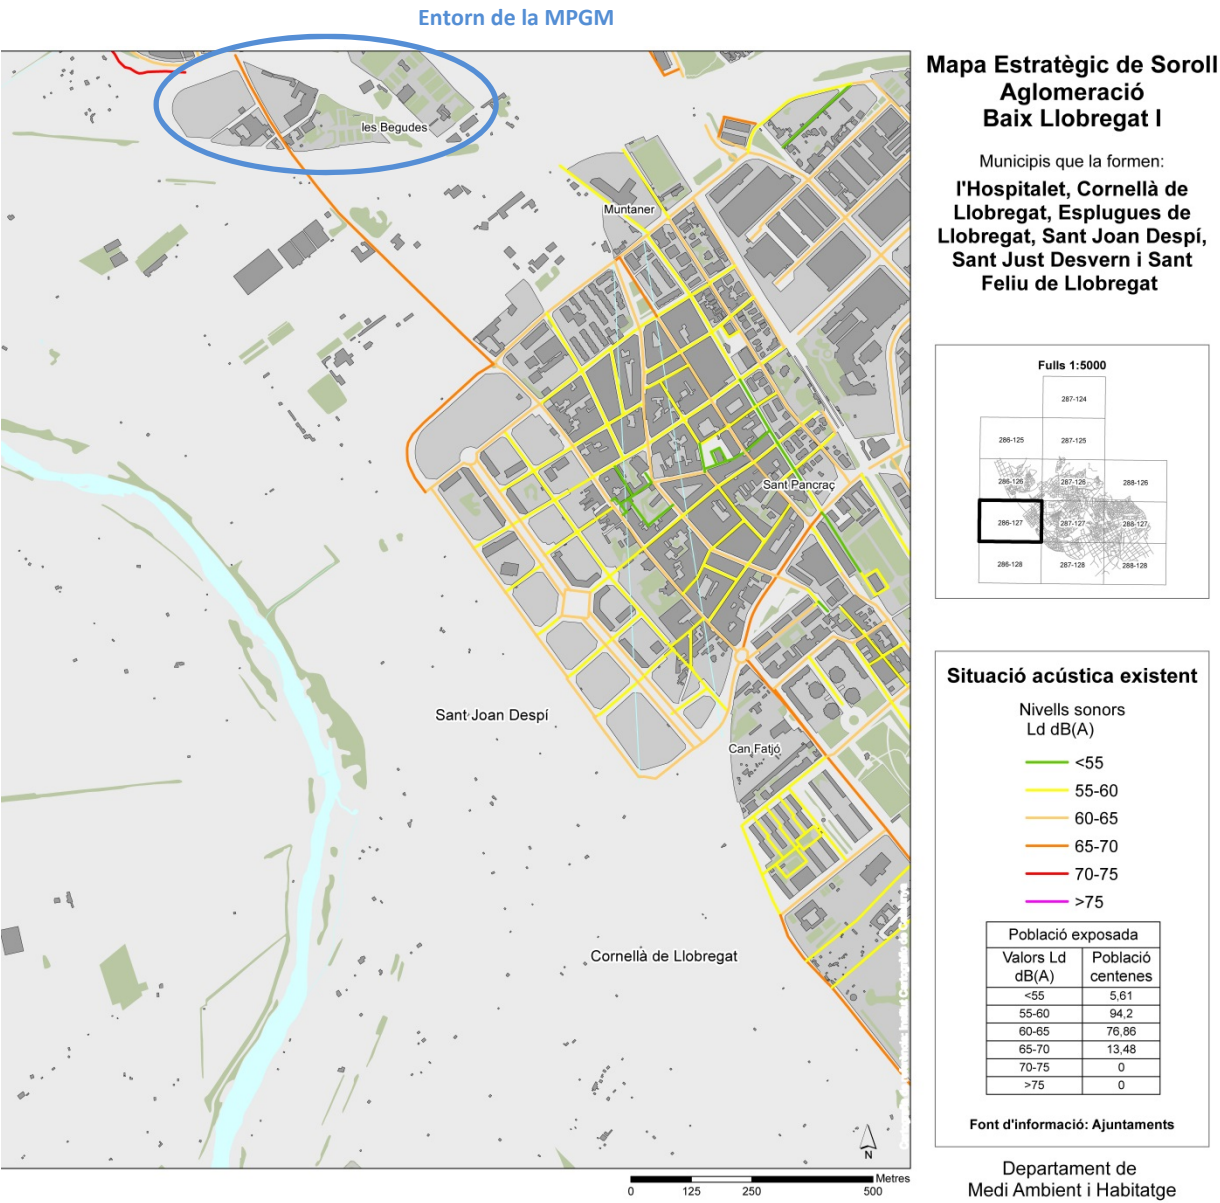 Entorn de la MPGM
les Begudes
Muntaner
Sant Pancraç
Sant Joan Despí
Can Fatjó
Cornellà de Llobregat
N
Metres
0 125 250 500
Mapa Estratègic de Soroll
Aglomeració
Baix Llobregat I
Municipis que la formen:
l'Hospitalet, Cornellà de
Llobregat, Esplugues de
Llobregat, Sant Joan Despí,
Sant Just Desvern i Sant
Feliu de Llobregat
Fulls 1:5000
287-124
286-125 287-125
286-126 287-126 288-126
286-127 287-127 288-127
286-128 287-128 288-128
Situació acústica existent
Nivells sonors
Ld dB(A)
<55
55-60
60-65
65-70
70-75
>75
Població exposada
Valors Ld Població
dB(A) centenes
<55 5,61
55-60 94,2
60-65 76,86
65-70 13,48
70-75 0
>75 0
Font d'informació: Ajuntaments
Departament de
Medi Ambient i Habitatge